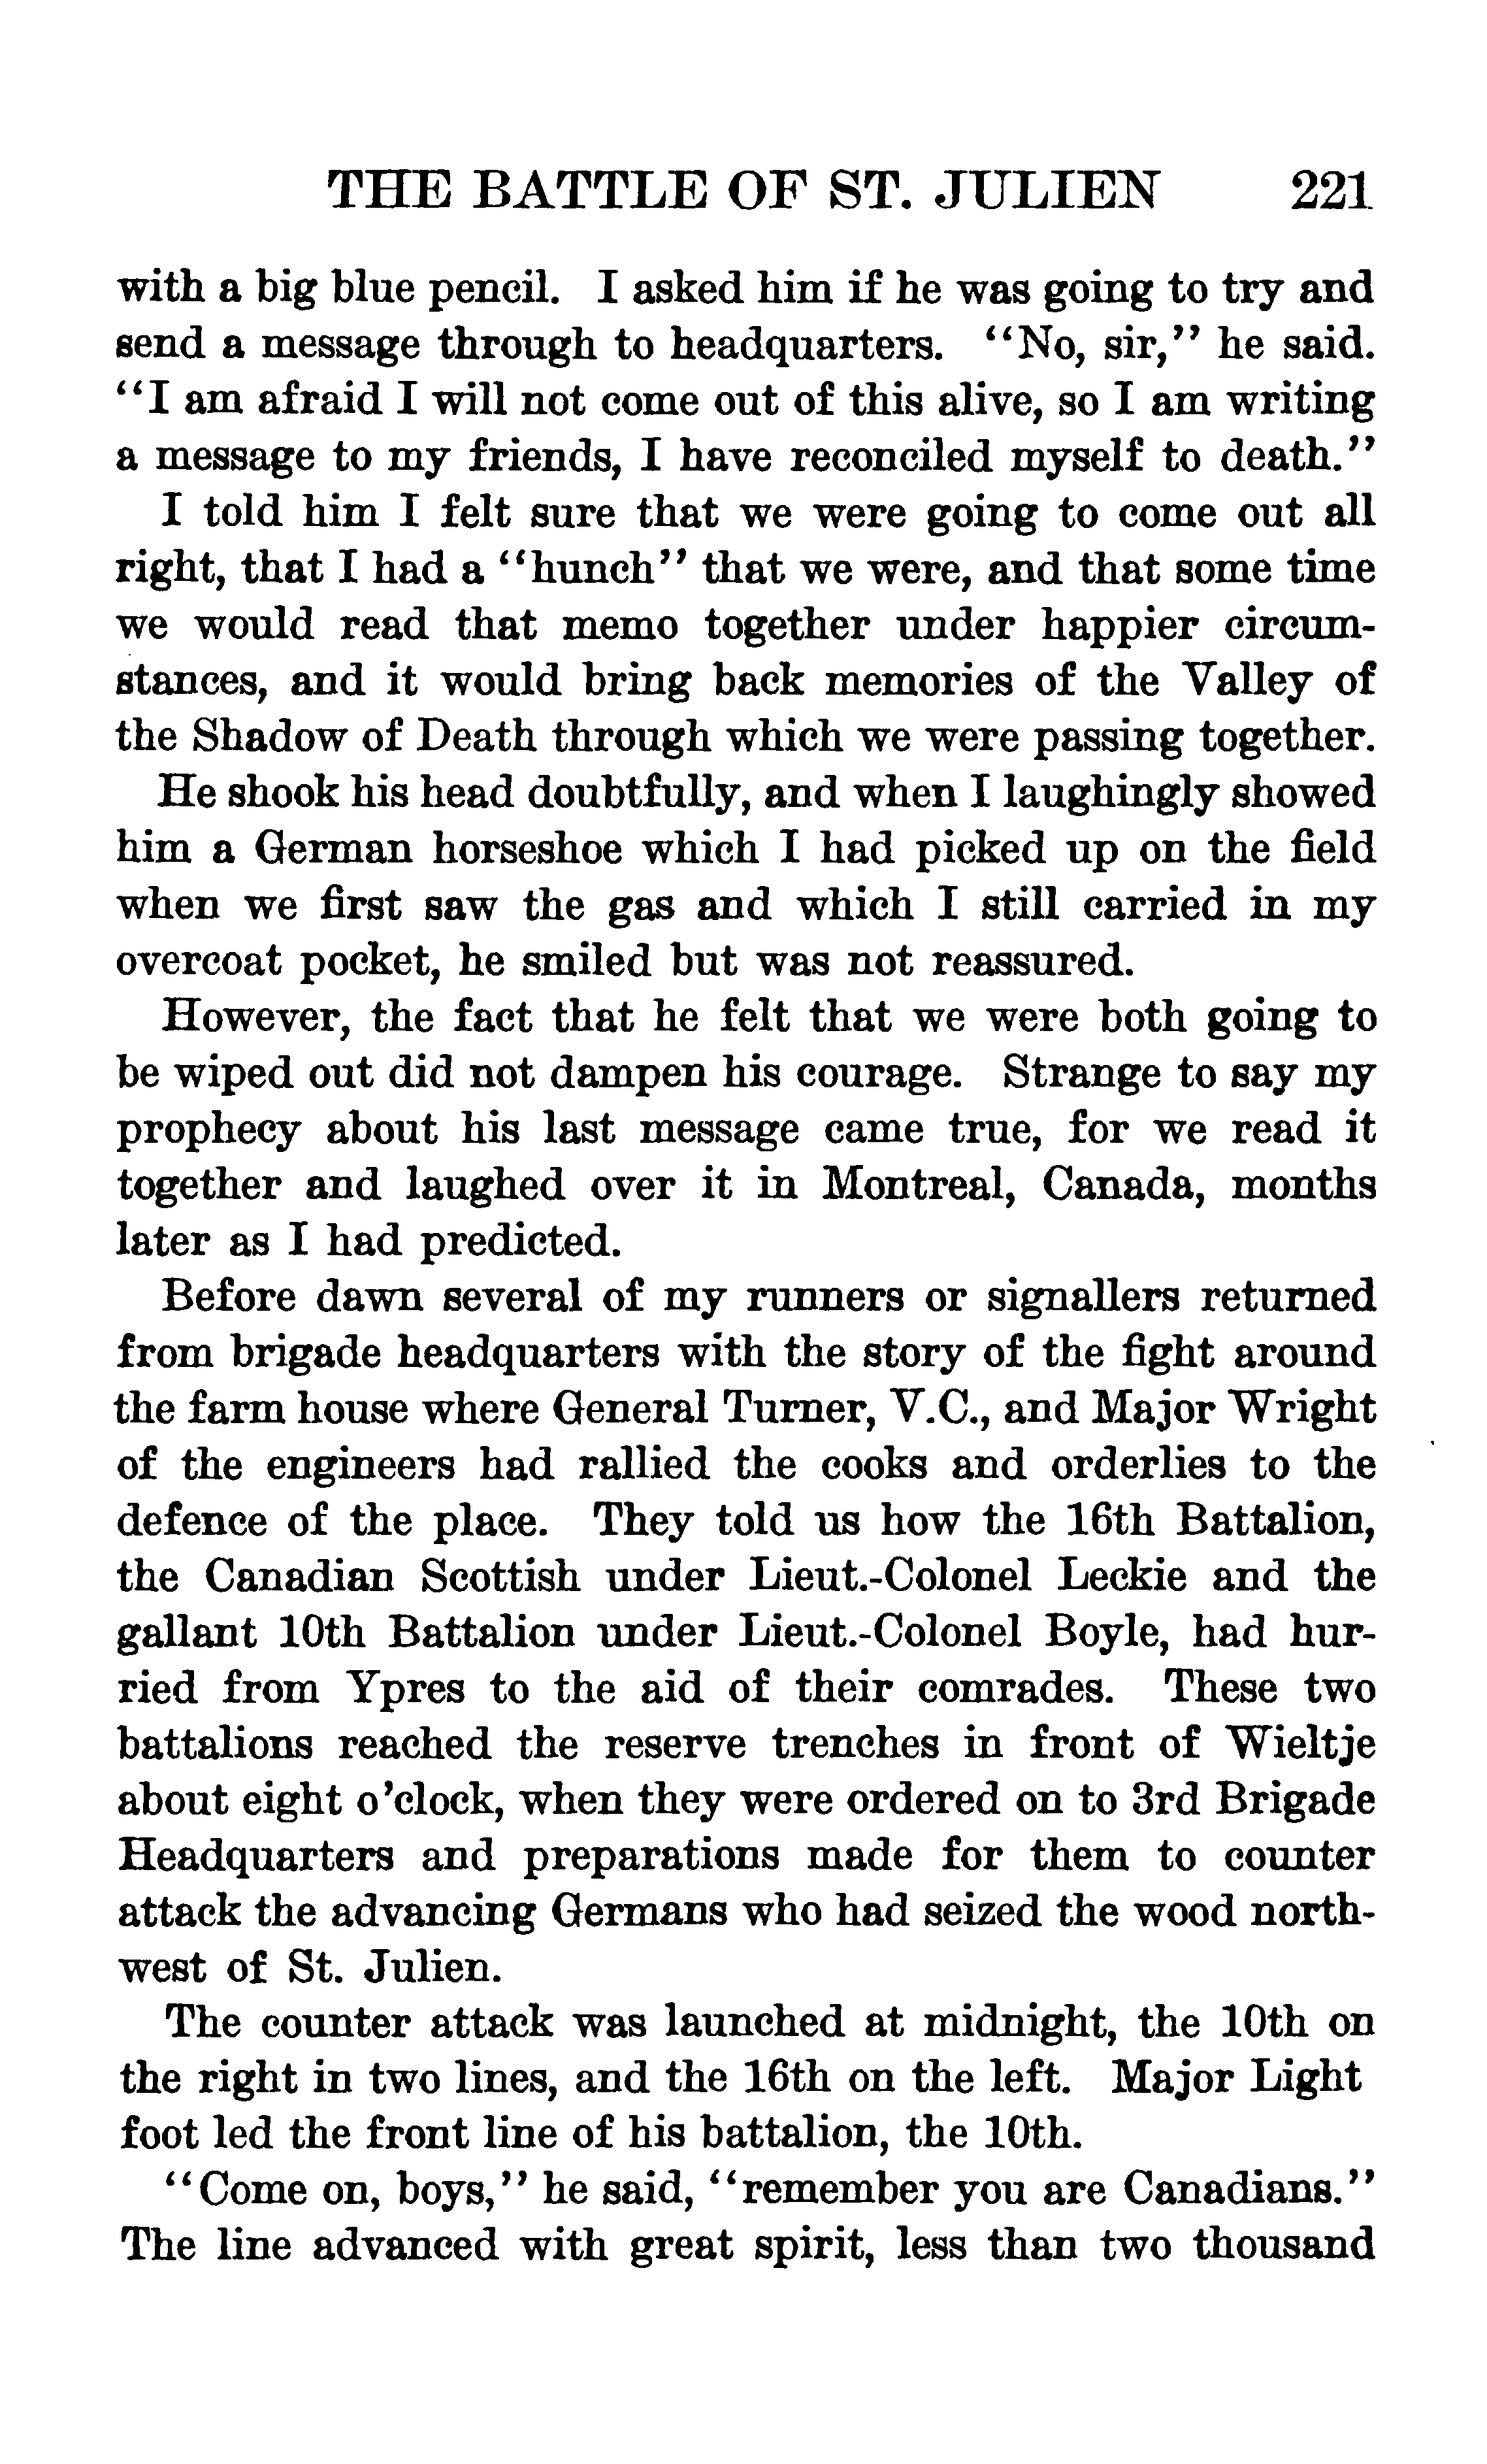 THE BATTLE OF ST. JULIEN 221
with a big blue pencil. I asked him if he was going to try and
send a message through to headquarters. "No, sir," he said.
"I am afraid I will not come out of this alive, so I am writing
a message to my friends, I have reconciled myself to death."
I told him I felt sure that we were going to come out all
right, that I had a "hunch" that we were, and that some time
we would read that memo together under happier circum-
stances, and it would bring back memories of the Valley of
the Shadow of Death through which we were passing together.
He shook his head doubtfully, and when I laughingly showed
him a German horseshoe which I had picked up on the field
when we first saw the gas and which I still carried in my
overcoat pocket, he smiled but was not reassured.
However, the fact that he felt that we were both going to
be wiped out did not dampen his courage. Strange to say my
prophecy about his last message came true, for we read it
together and laughed over it in Montreal, Canada, months
later as I had predicted.
Before dawn several of my runners or signallers returned
from brigade headquarters with the story of the fight around
the farm house where General Turner, V.C., and Major Wright
of the engineers had rallied the cooks and orderlies to the
defence of the place. They told us how the 16th Battalion,
the Canadian Scottish under Lieut.-Colonel Leckie and the
gallant 10th Battalion under Lieut.-Colonel Boyle, had hur-
ried from Ypres to the aid of their comrades. These two
battalions reached the reserve trenches in front of Wieltje
about eight o'clock, when they were ordered on to 3rd Brigade
Headquarters and preparations made for them to counter
attack the advancing Germans who had seized the wood north-
west of St. Julien.
The counter attack was launched at midnight, the 10th on
the right in two lines, and the 16th on the left. Major Light
foot led the front line of his battalion, the 10th.
"Come on, boys," he said, "remember you are Canadians."
The line advanced with great spirit, less than two thousand